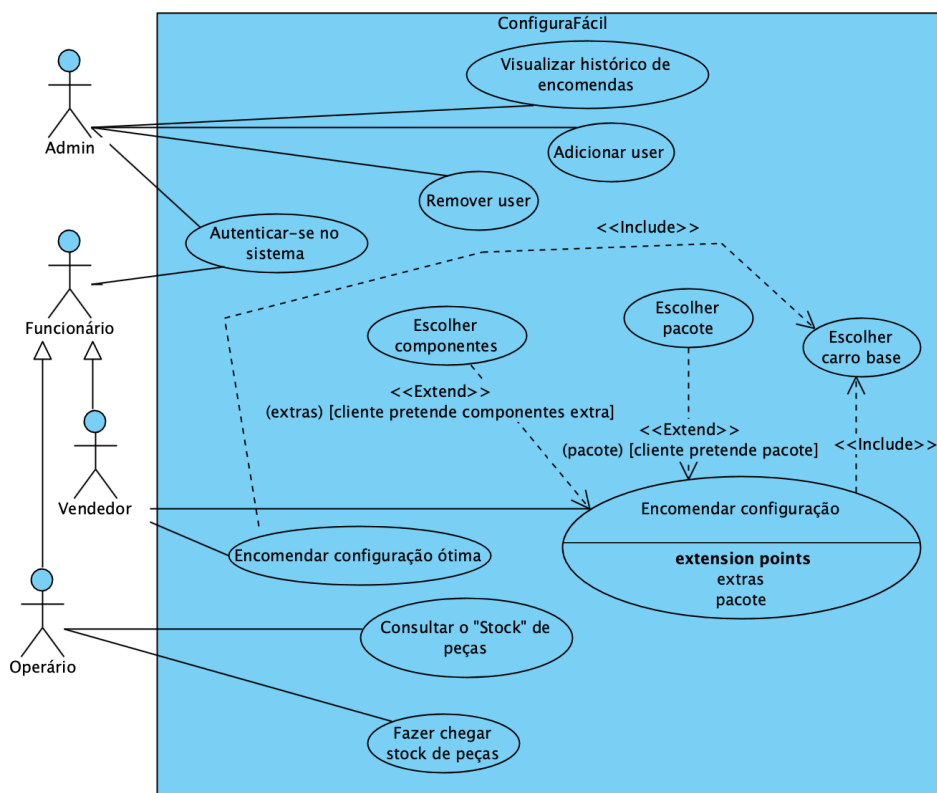 ConfiguraFácil
Visualizar histórico de
encomendas
Admin
Adicionar user
Remover user
Autenticar-se no
sistema
<<Include>>
Funcionário
Escolher
componentes
Escolher
pacote
Escolher
carro base
<<Extend>>
(extras) [cliente pretende componentes extra]
<<Extend>>
(pacote) [cliente pretende pacote]
<<Include>>
Vendedor
Encomendar configuração
extension points
extras
pacote
Encomendar configuração ótima
Operário
Consultar o "Stock" de
peças
Fazer chegar
stock de peças